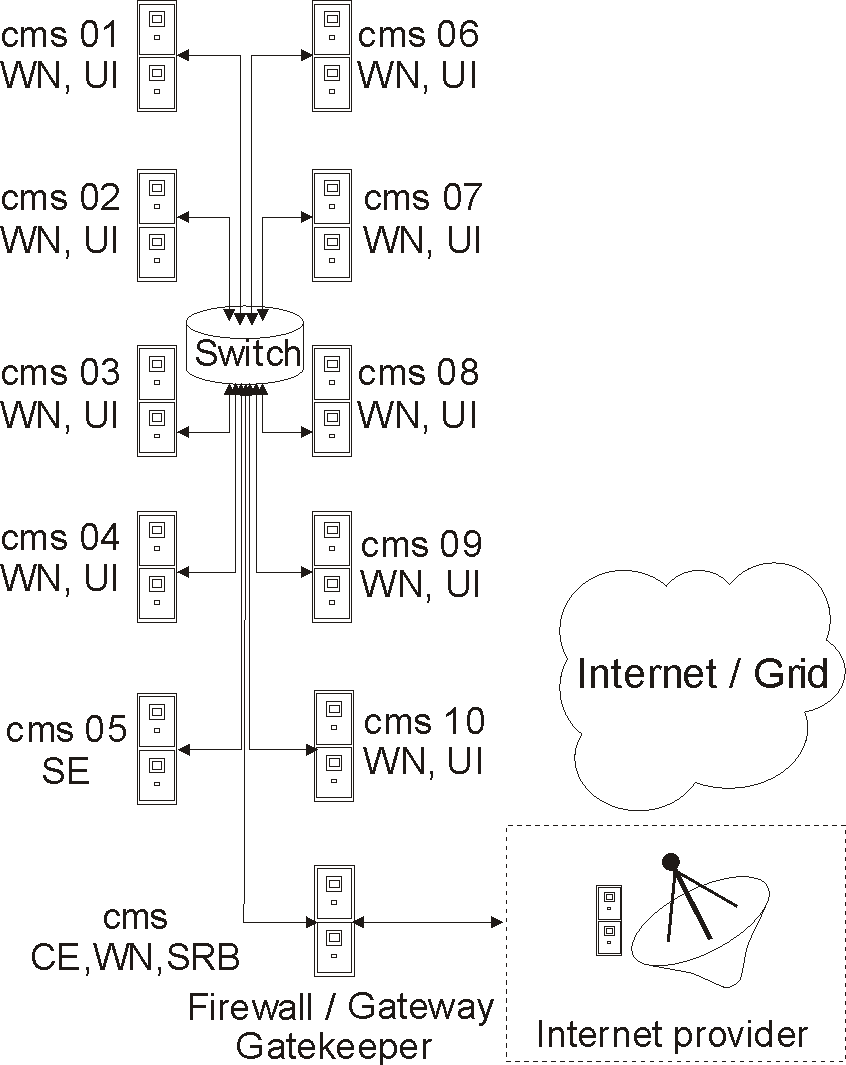 cms 01
WN, UI
cms 06
WN, UI
cms 02
WN, UI
cms 07
WN, UI
Switch
cms 03
WN, UI
cms 08
WN, UI
cms 04
WN, UI
cms 09
WN, UI
Internet / Grid
cms 05
SE
cms 10
WN, UI
cms
CE,WN,SRB
Firewall / Gateway
Gatekeeper
Internet provider